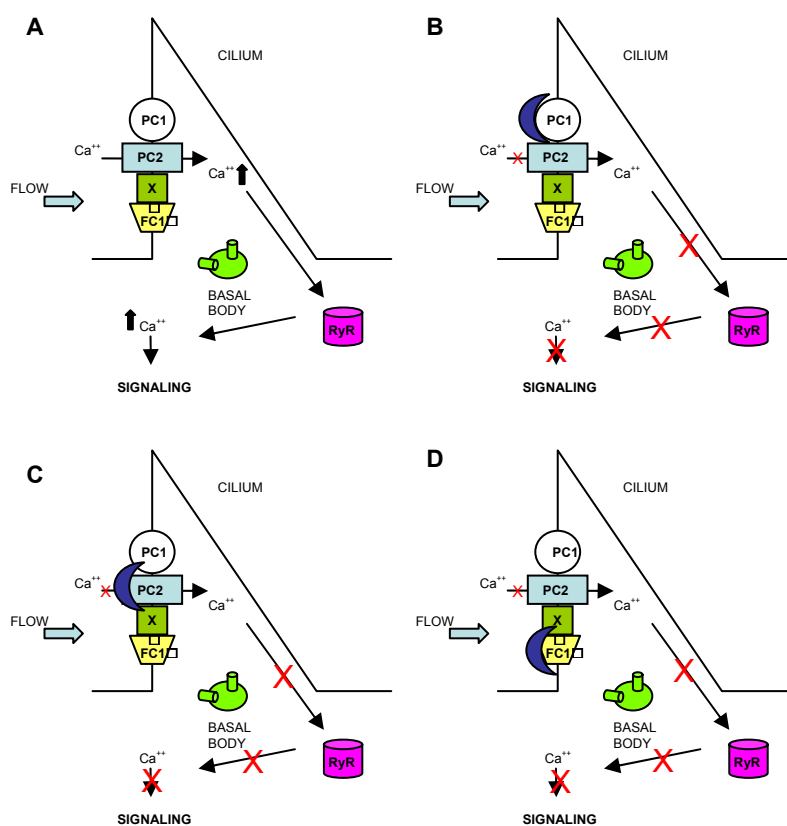 A
CILIUM
PC1
Ca++
PC2
Ca++
X
FLOW
FC1
BASAL
BODY
Ca++
RyR
SIGNALING
B
CILIUM
PC1
Ca++
PC2
Ca++
X
FLOW
FC1
BASAL
BODY
Ca++
RyR
SIGNALING
C
CILIUM
PC1
Ca++
PC2
Ca++
X
FLOW
FC1
BASAL
BODY
Ca++
RyR
SIGNALING
D
CILIUM
PC1
Ca++
PC2
Ca++
X
FLOW
FC1
BASAL
BODY
Ca++
RyR
SIGNALING